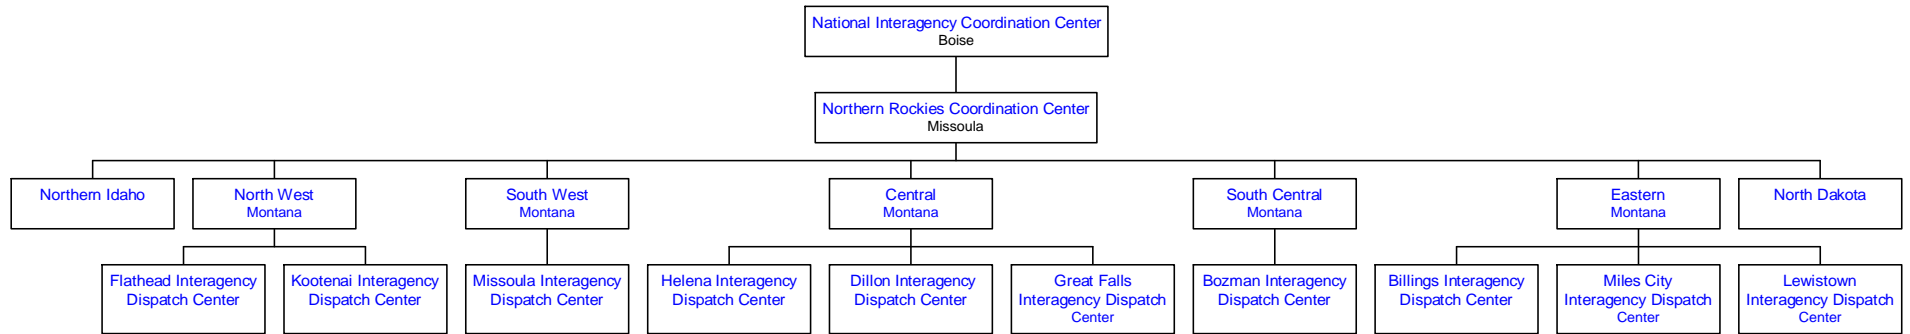 National Interagency Coordination Center
Boise
Northern Rockies Coordination Center
Missoula
Northern Idaho
North West
Montana
South West
Montana
Central
Montana
South Central
Montana
Eastern
Montana
North Dakota
Flathead Interagency
Dispatch Center
Kootenai Interagency
Dispatch Center
Missoula Interagency
Dispatch Center
Helena Interagency
Dispatch Center
Dillon Interagency
Dispatch Center
Great Falls
Interagency Dispatch
Center
Bozman Interagency
Dispatch Center
Billings Interagency
Dispatch Center
Miles City
Interagency Dispatch
Center
Lewistown
Interagency Dispatch
Center